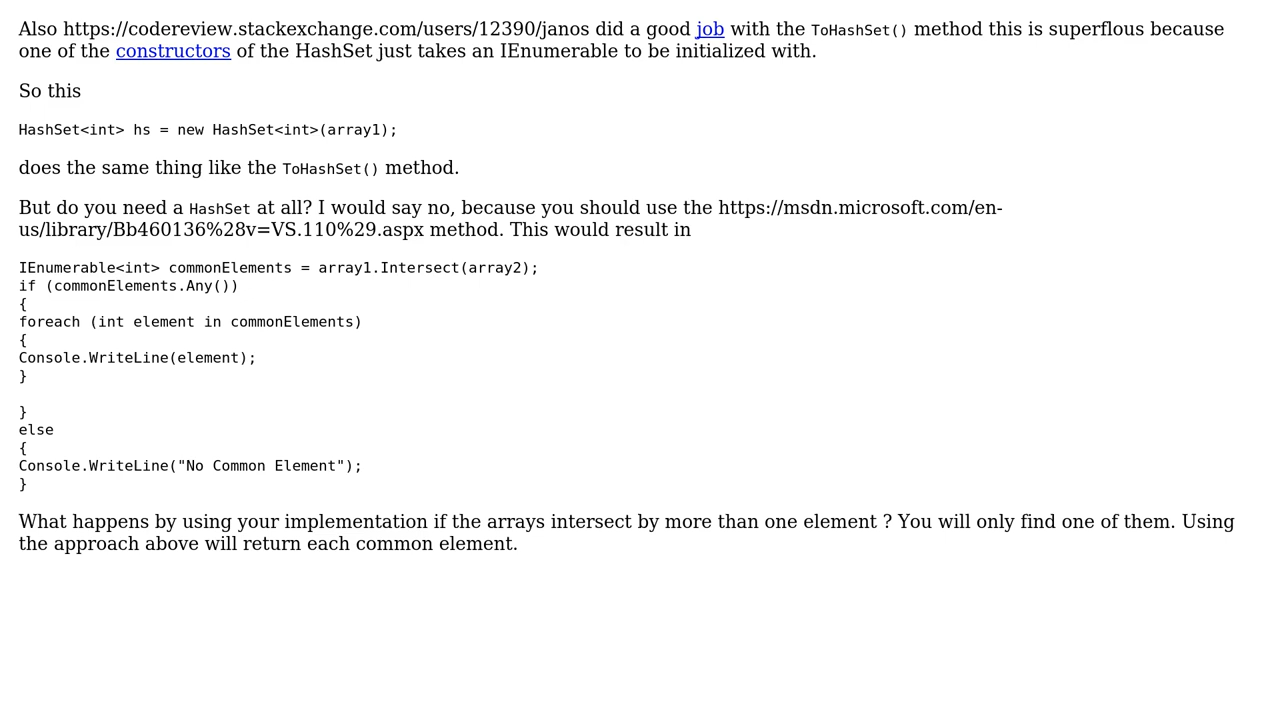 Also https://codereview.stackexchange.com/users/12390/janos did a good job with the ToHashSet() method this is superflous because
one of the constructors of the HashSet just takes an IEnumerable to be initialized with.
So this
HashSet<int> hs = new HashSet<int>(array1);
does the same thing like the ToHashSet() method.
But do you need a HashSet at all? I would say no, because you should use the https://msdn.microsoft.com/en-
us/library/Bb460136%28v=VS.110%29.aspx method. This would result in
IEnumerable<int> commonElements = array1.Intersect(array2);
if (commonElements.Any())
{
foreach (int element in commonElements)
{
Console.WriteLine(element);
}
}
else
{
Console.WriteLine("No Common Element");
}
What happens by using your implementation if the arrays intersect by more than one element ? You will only find one of them. Using
the approach above will return each common element.